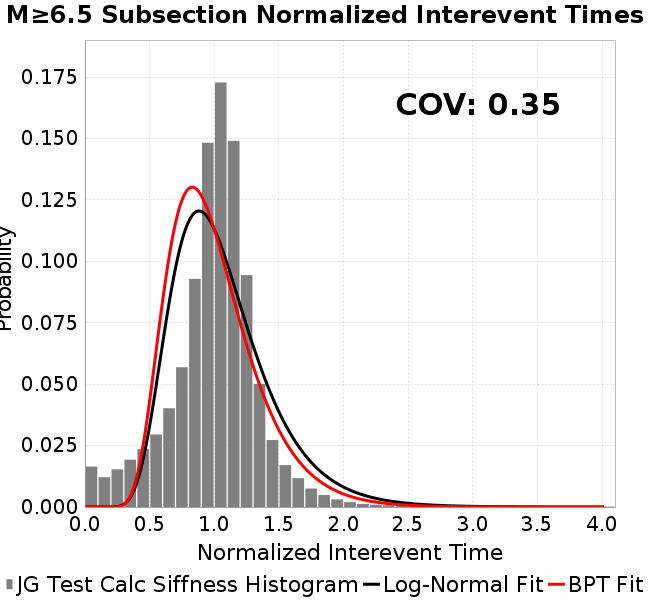 M≥6.5 Subsection Normalized Interevent Times
COV: 0.35
Probability
0.175
0.150
0.125
0.100
0.075
0.050
0.025
0.000
0.0 0.5 1.0 1.5 2.0 2.5 3.0 3.5 4.0
Normalized Interevent Time
JG Test Calc Siffness Histogram Log-Normal Fit BPT Fit